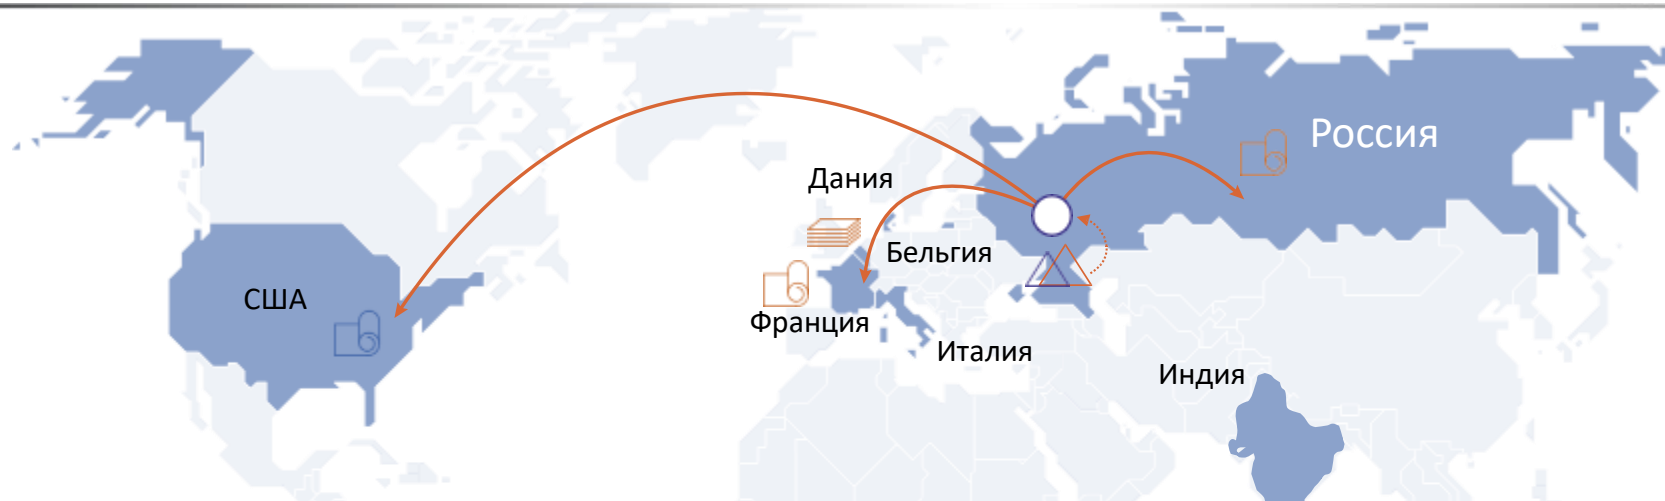 Россия
Дания
Бельгия
США
Франция
Италия
Индия